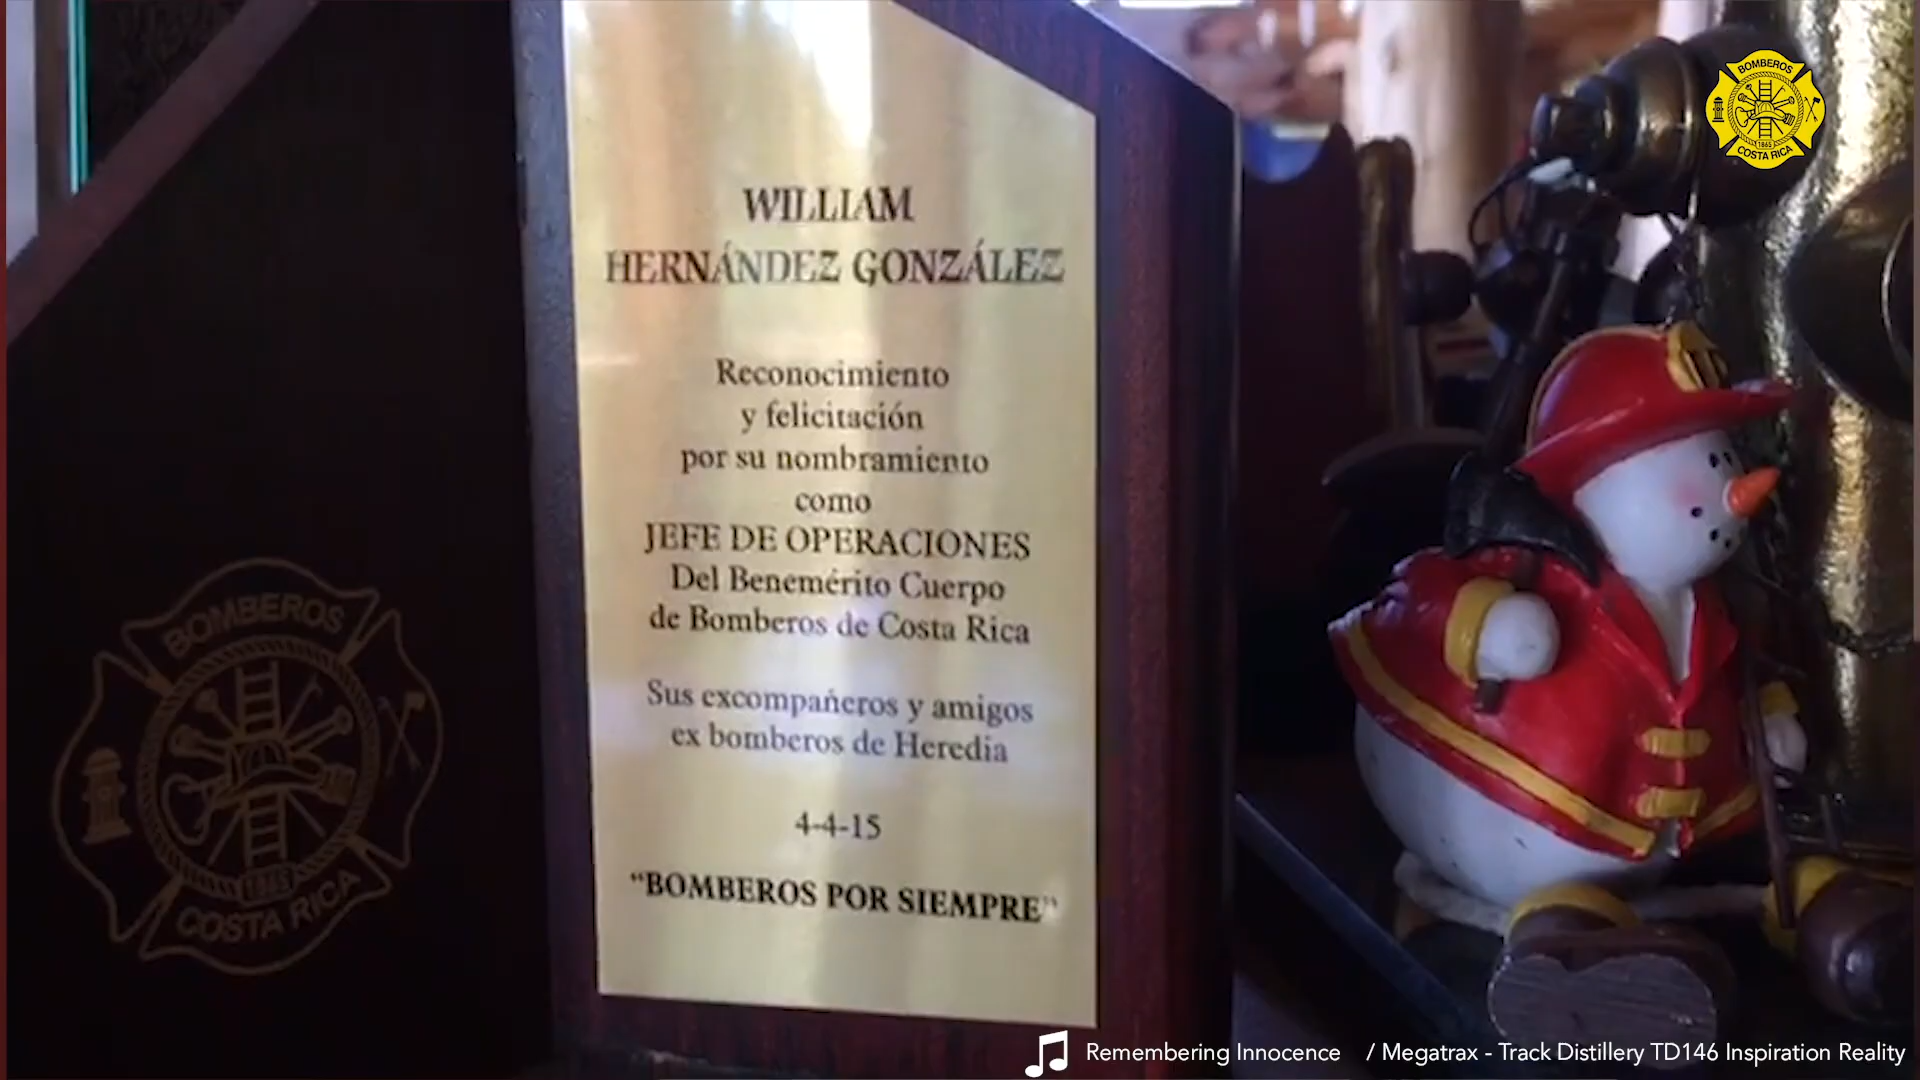 WILLIAM
HERNÁNDEZ GONZÁLEZ
Reconocimiento
y felicitación
por su nombramiento
como
JEFE DE OPERACIONES
Del Benemérito Cuerpo
de Bomberos de Costa Rica
Sus excompañeros y amigos
ex bomberos de Heredia
4-4-15
“BOMBEROS POR SIEMPRE”
BOMBEROS
1865
COSTA RICA
BOMBEROS
1865
COSTA RICA
Remembering Innocence / Megatrax - Track Distillery TD146 Inspiration Reality